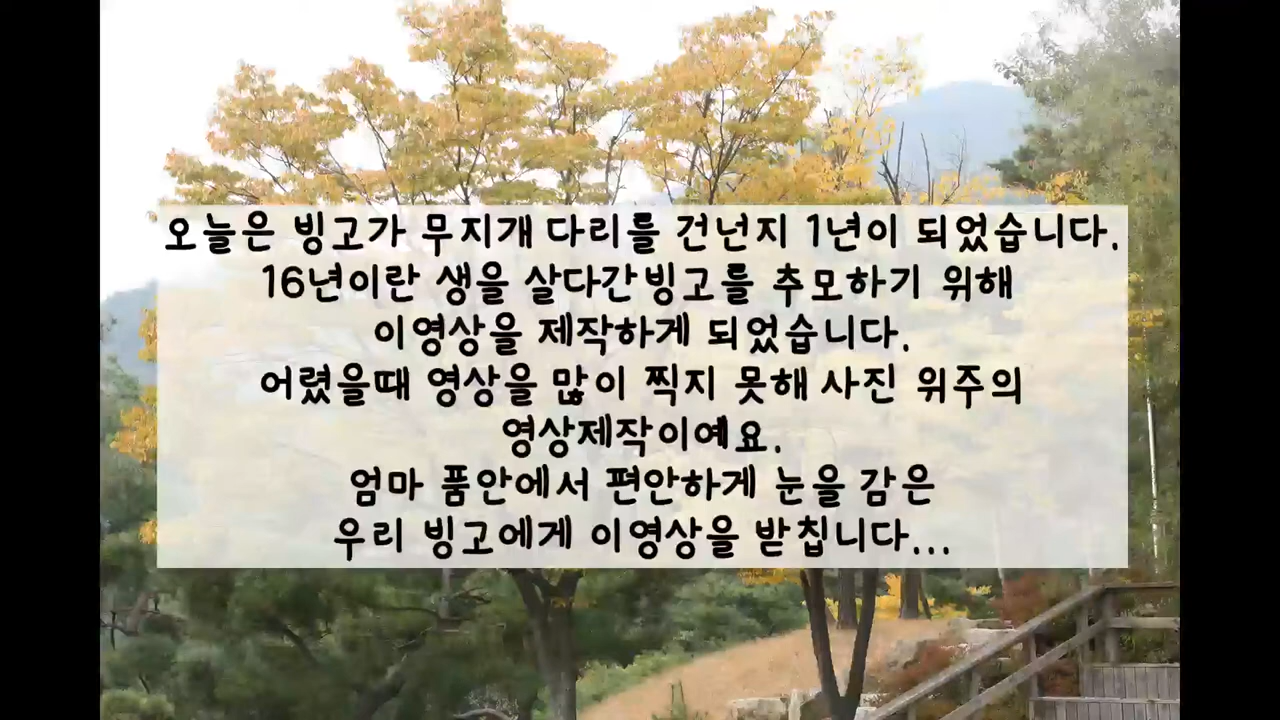 오늘은 빙고가 무지개 다리를 건넌지 1년이 되었습니다.
16년이란 생을 살다간빙고를 추모하기 위해
이영상을 제작하게 되었습니다.
어렸을때 영상을 많이 찍지 못해 사진 위주의
영상제작이예요.
엄마 품안에서 편안하게 눈을 감은
우리 빙고에게 이영상을 받칩니다...